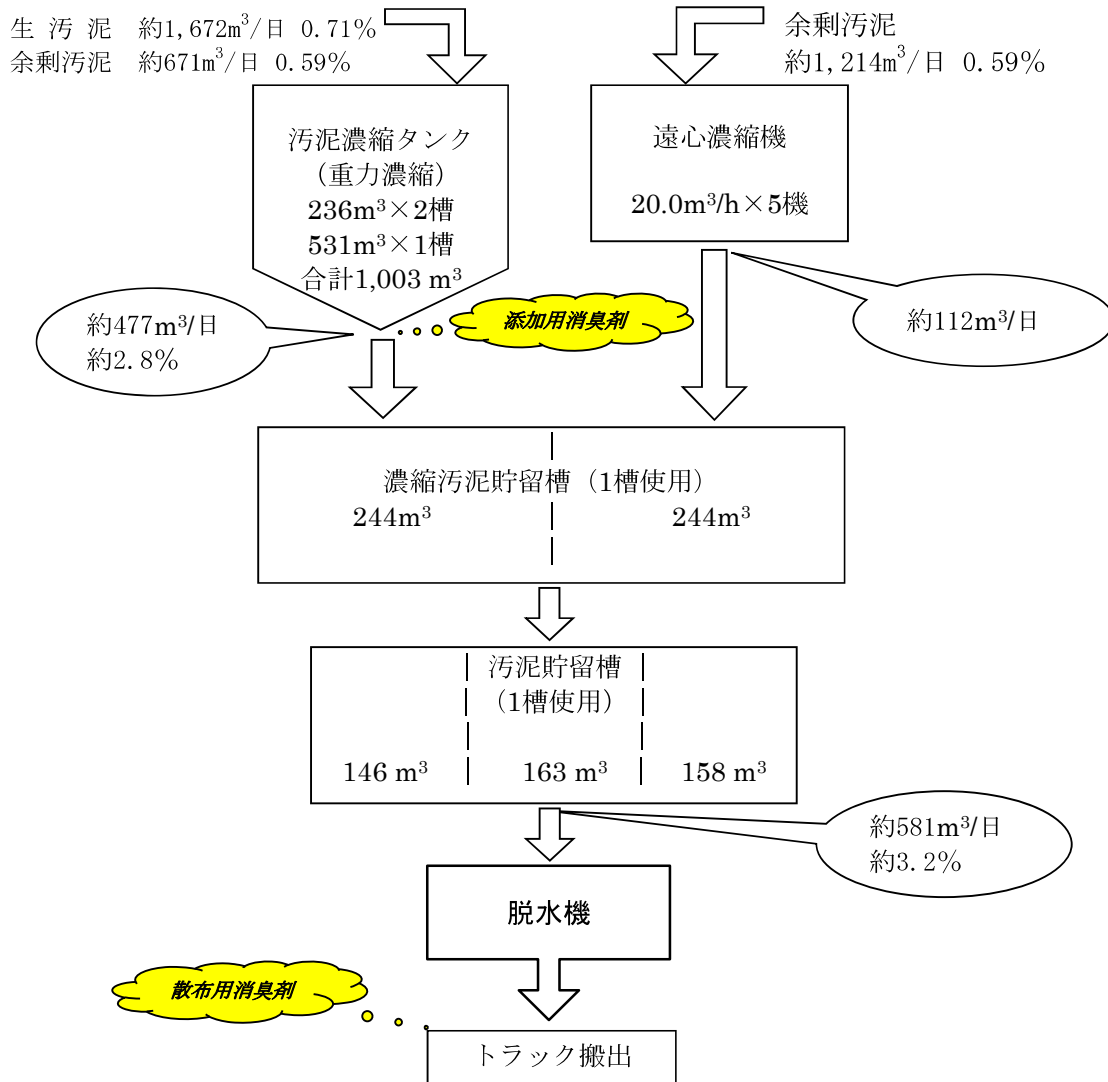 生 汚 泥　約1,672m³/日 0.71%
余剰汚泥　約671m³/日 0.59%
余剰汚泥
約1,214m³/日 0.59%
汚泥濃縮タンク
（重力濃縮）
236m³×2槽
531m³×1槽
合計1,003 m³
遠心濃縮機
20.0m³/h×5機
約477m³/日
約2.8%
添加用消臭剤
約112m³/日
濃縮汚泥貯留槽（1槽使用）
244m³　244m³
汚泥貯留槽
（1槽使用）
146 m³　163 m³　158 m³
約581m³/日
約3.2%
脱水機
散布用消臭剤
トラック搬出